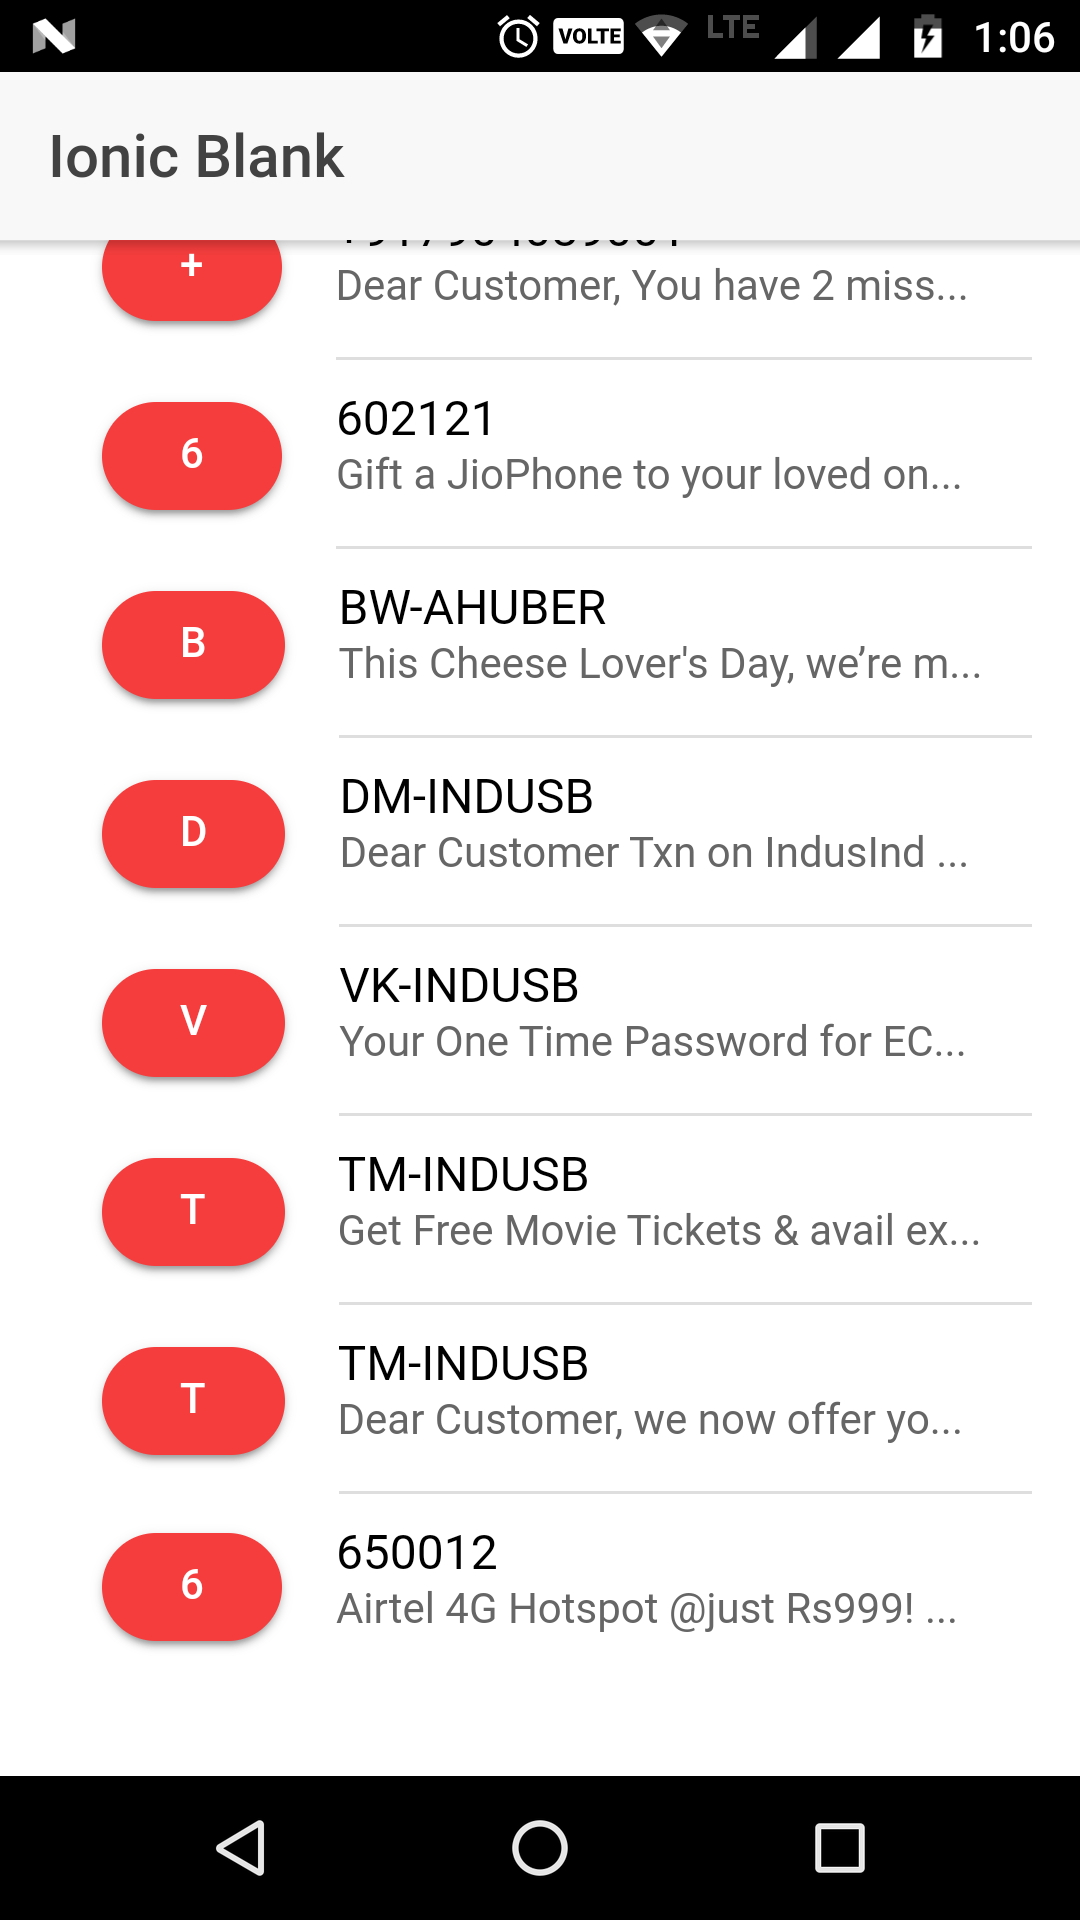 VOLTE LTE 1:06
Ionic Blank
+
Dear Customer, You have 2 miss...
6
602121
Gift a JioPhone to your loved on...
B
BW-AHUBER
This Cheese Lover's Day, we’re m...
D
DM-INDUSB
Dear Customer Txn on IndusInd ...
V
VK-INDUSB
Your One Time Password for EC...
T
TM-INDUSB
Get Free Movie Tickets & avail ex...
T
TM-INDUSB
Dear Customer, we now offer yo...
6
650012
Airtel 4G Hotspot @just Rs999! ...